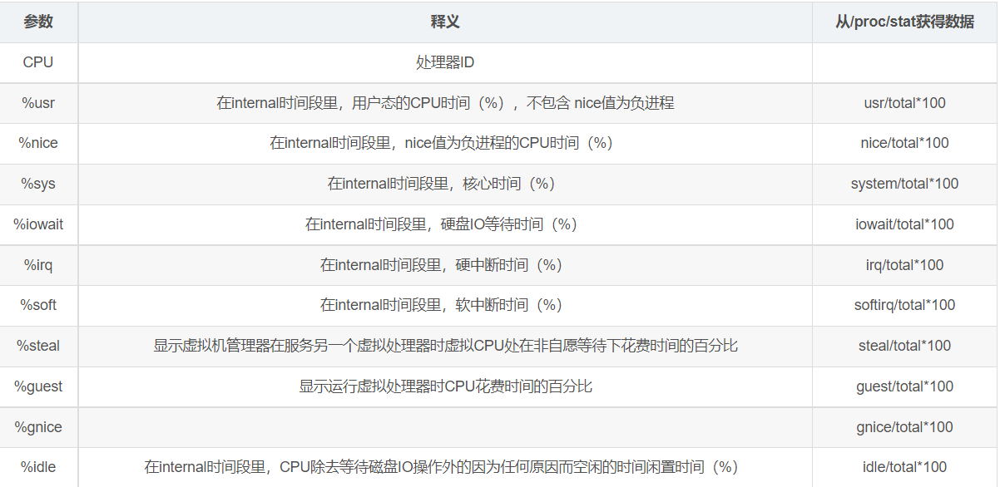 参数 释义 从/proc/stat获得数据
CPU 处理器ID
%usr 在internal时间段里，用户态的CPU时间（%），不包含 nice值为负进程 usr/total*100
%nice 在internal时间段里，nice值为负进程的CPU时间（%） nice/total*100
%sys 在internal时间段里，核心时间（%） system/total*100
%iowait 在internal时间段里，硬盘IO等待时间（%） iowait/total*100
%irq 在internal时间段里，硬中断时间（%） irq/total*100
%soft 在internal时间段里，软中断时间（%） softirq/total*100
%steal 显示虚拟机管理器在服务另一个虚拟处理器时虚拟CPU处在非自愿等待下花费时间的百分比 steal/total*100
%guest 显示运行虚拟处理器时CPU花费时间的百分比 guest/total*100
%gnice gnice/total*100
%idle 在internal时间段里，CPU除去等待磁盘IO操作外的因为任何原因而空闲的时间闲置时间（%） idle/total*100